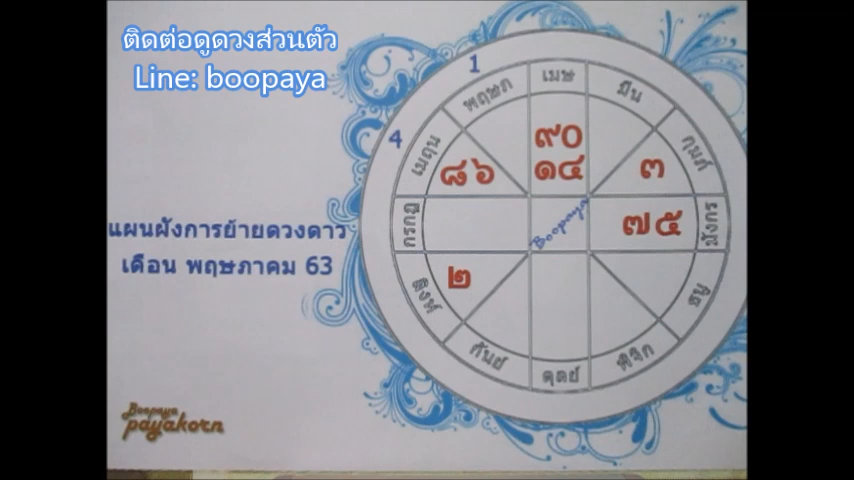 ติดต่อดูดวงส่วนตัว
Line: boopaya
1
4
เมษ
พฤษภ
มีน
เมถุน
กุมภ์
๙๐
๑๔
๘๖
๓
กรกฎ
มังกร
๗๕
Boopaya
แผนผังการย้ายดวงดาว
เดือน พฤษภาคม 63
๒
สิงห์
ธนู
กันย์
พิจิก
ตุลย์
Boopaya
payakorn